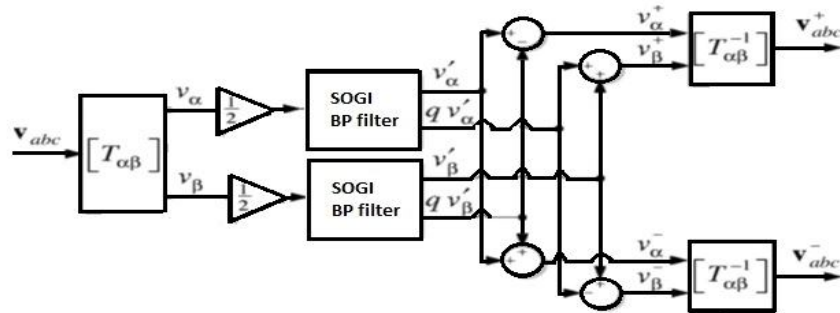 v_α^+
v_abc^+
[T_αβ^-1]
v_β^+
v'_α
SOGI
BP filter
v_α
1/2
q v'_α
v_abc
[T_αβ]
v'_β
v_β
1/2
SOGI
BP filter
q v'_β
v_α^-
v_abc^-
[T_αβ^-1]
v_β^-